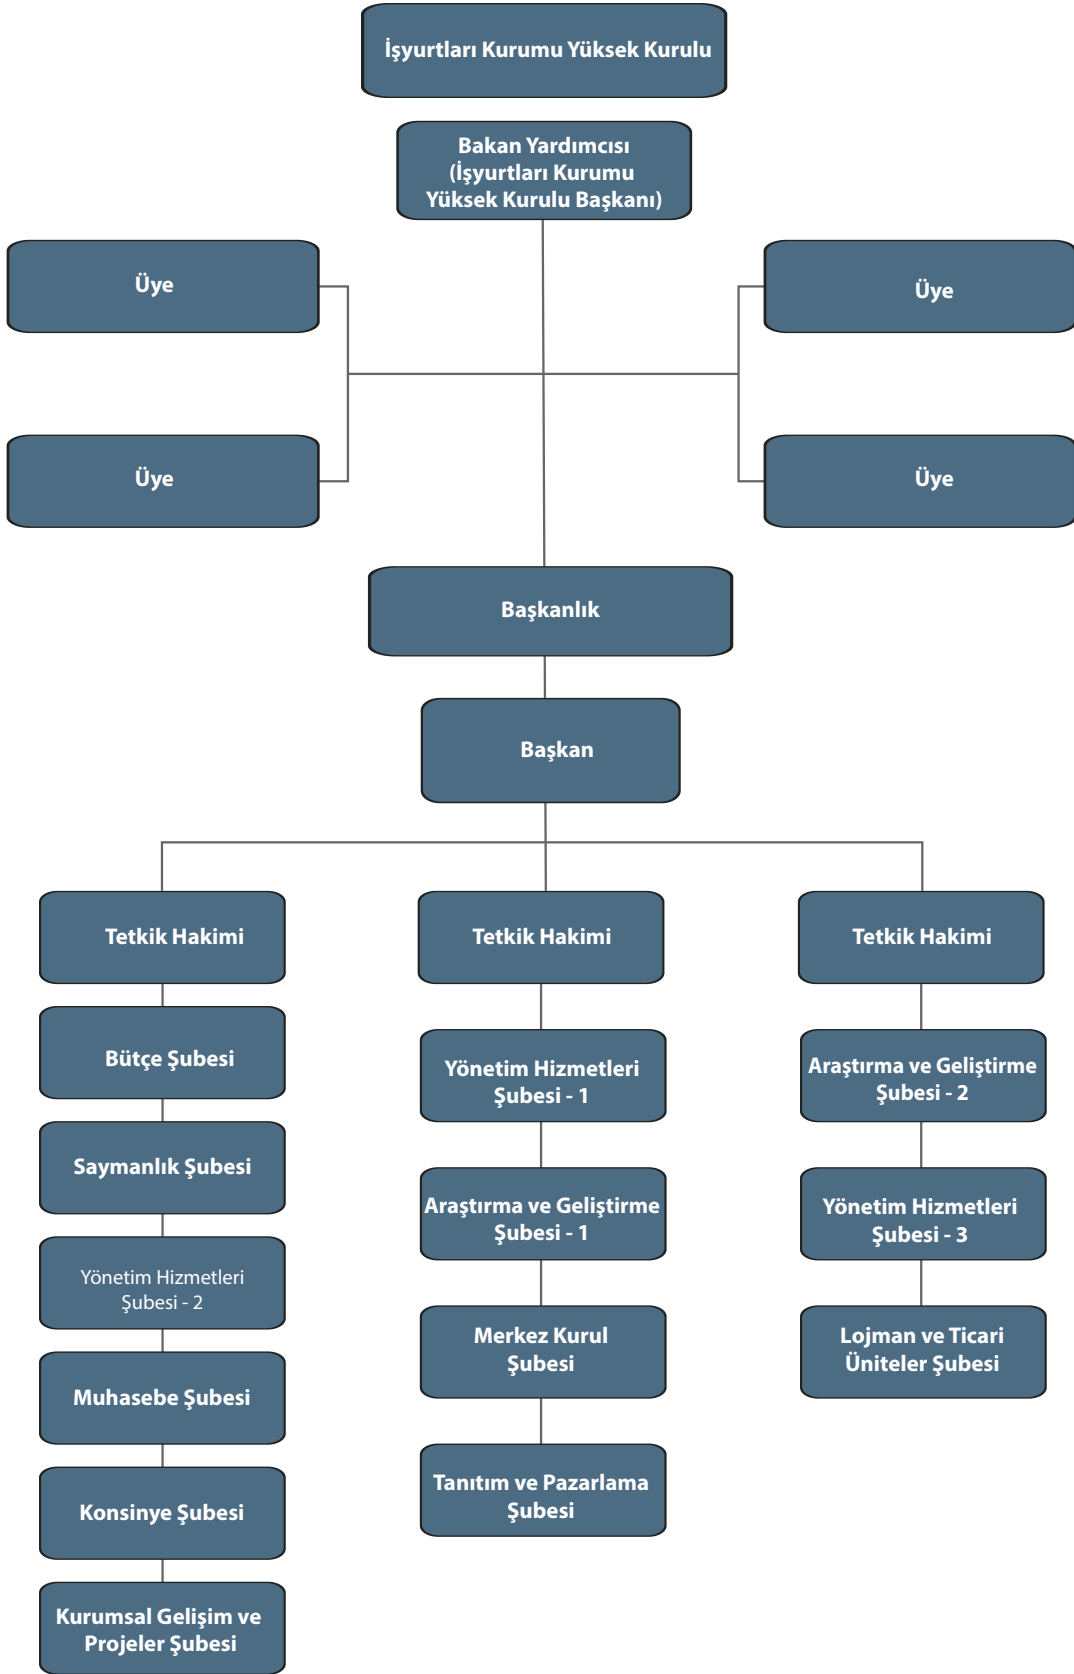 İşyurtları Kurumu Yüksek Kurulu
Bakan Yardımcısı
(İşyurtları Kurumu
Yüksek Kurulu Başkanı)
Üye
Üye
Üye
Üye
Başkanlık
Başkan
Tetkik Hakimi
Bütçe Şubesi
Saymanlık Şubesi
Yönetim Hizmetleri
Şubesi - 2
Muhasebe Şubesi
Konsinye Şubesi
Kurumsal Gelişim ve
Projeler Şubesi
Tetkik Hakimi
Yönetim Hizmetleri
Şubesi - 1
Araştırma ve Geliştirme
Şubesi - 1
Merkez Kurul
Şubesi
Tanıtım ve Pazarlama
Şubesi
Tetkik Hakimi
Araştırma ve Geliştirme
Şubesi - 2
Yönetim Hizmetleri
Şubesi - 3
Lojman ve Ticari
Üniteler Şubesi